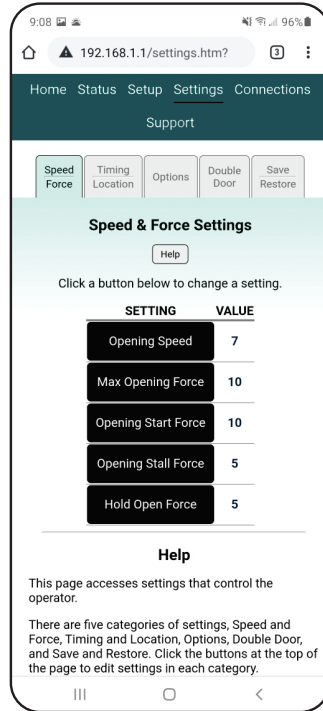 9:08 96%
192.168.1.1/settings.htm? 3
Home Status Setup Settings Connections
Support
Speed Force
Timing Location
Options
Double Door
Save Restore
Speed & Force Settings
Help
Click a button below to change a setting.
SETTING VALUE
Opening Speed 7
Max Opening Force 10
Opening Start Force 10
Opening Stall Force 5
Hold Open Force 5
Help
This page accesses settings that control the
operator.
There are five categories of settings, Speed and
Force, Timing and Location, Options, Double Door,
and Save and Restore. Click the buttons at the top of
the page to edit settings in each category.